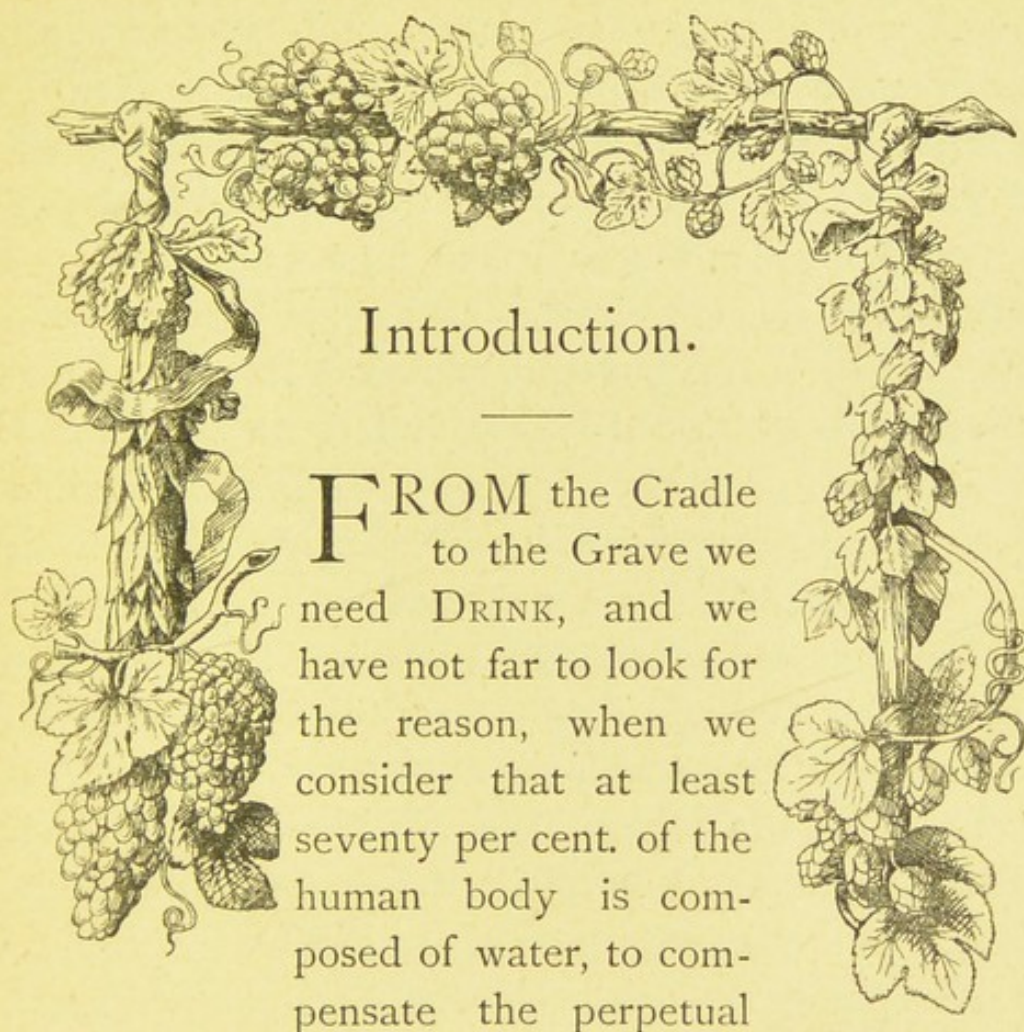 Introduction.
FROM the Cradle
to the Grave we
need DRINK, and we
have not far to look for
the reason, when we
consider that at least
seventy per cent. of the
human body is com-
posed of water, to com-
pensate the perpetual